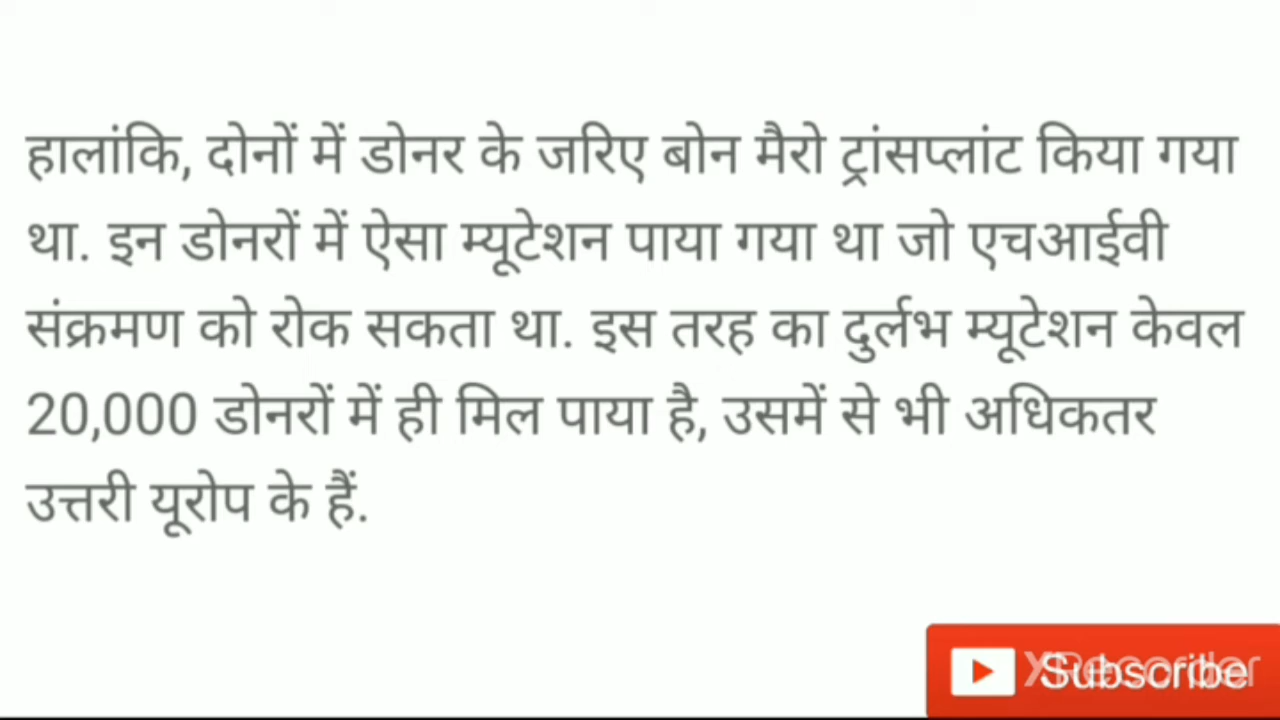 हालांकि, दोनों में डोनर के जरिए बोन मैरो ट्रांसप्लांट किया गया
था. इन डोनरों में ऐसा म्यूटेशन पाया गया था जो एचआईवी
संक्रमण को रोक सकता था. इस तरह का दुर्लभ म्यूटेशन केवल
20,000 डोनरों में ही मिल पाया है, उसमें से भी अधिकतर
उत्तरी यूरोप के हैं.
Subscribe
XRecorder